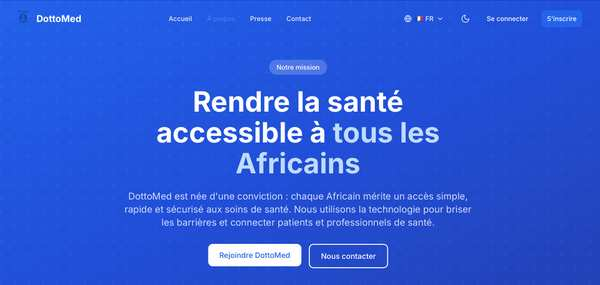 DottoMed
Accueil À propos Presse Contact
FR
Se connecter
S'inscrire
Notre mission
Rendre la santé
accessible à tous les
Africains
DottoMed est née d'une conviction : chaque Africain mérite un accès simple,
rapide et sécurisé aux soins de santé. Nous utilisons la technologie pour briser
les barrières et connecter patients et professionnels de santé.
Rejoindre DottoMed
Nous contacter